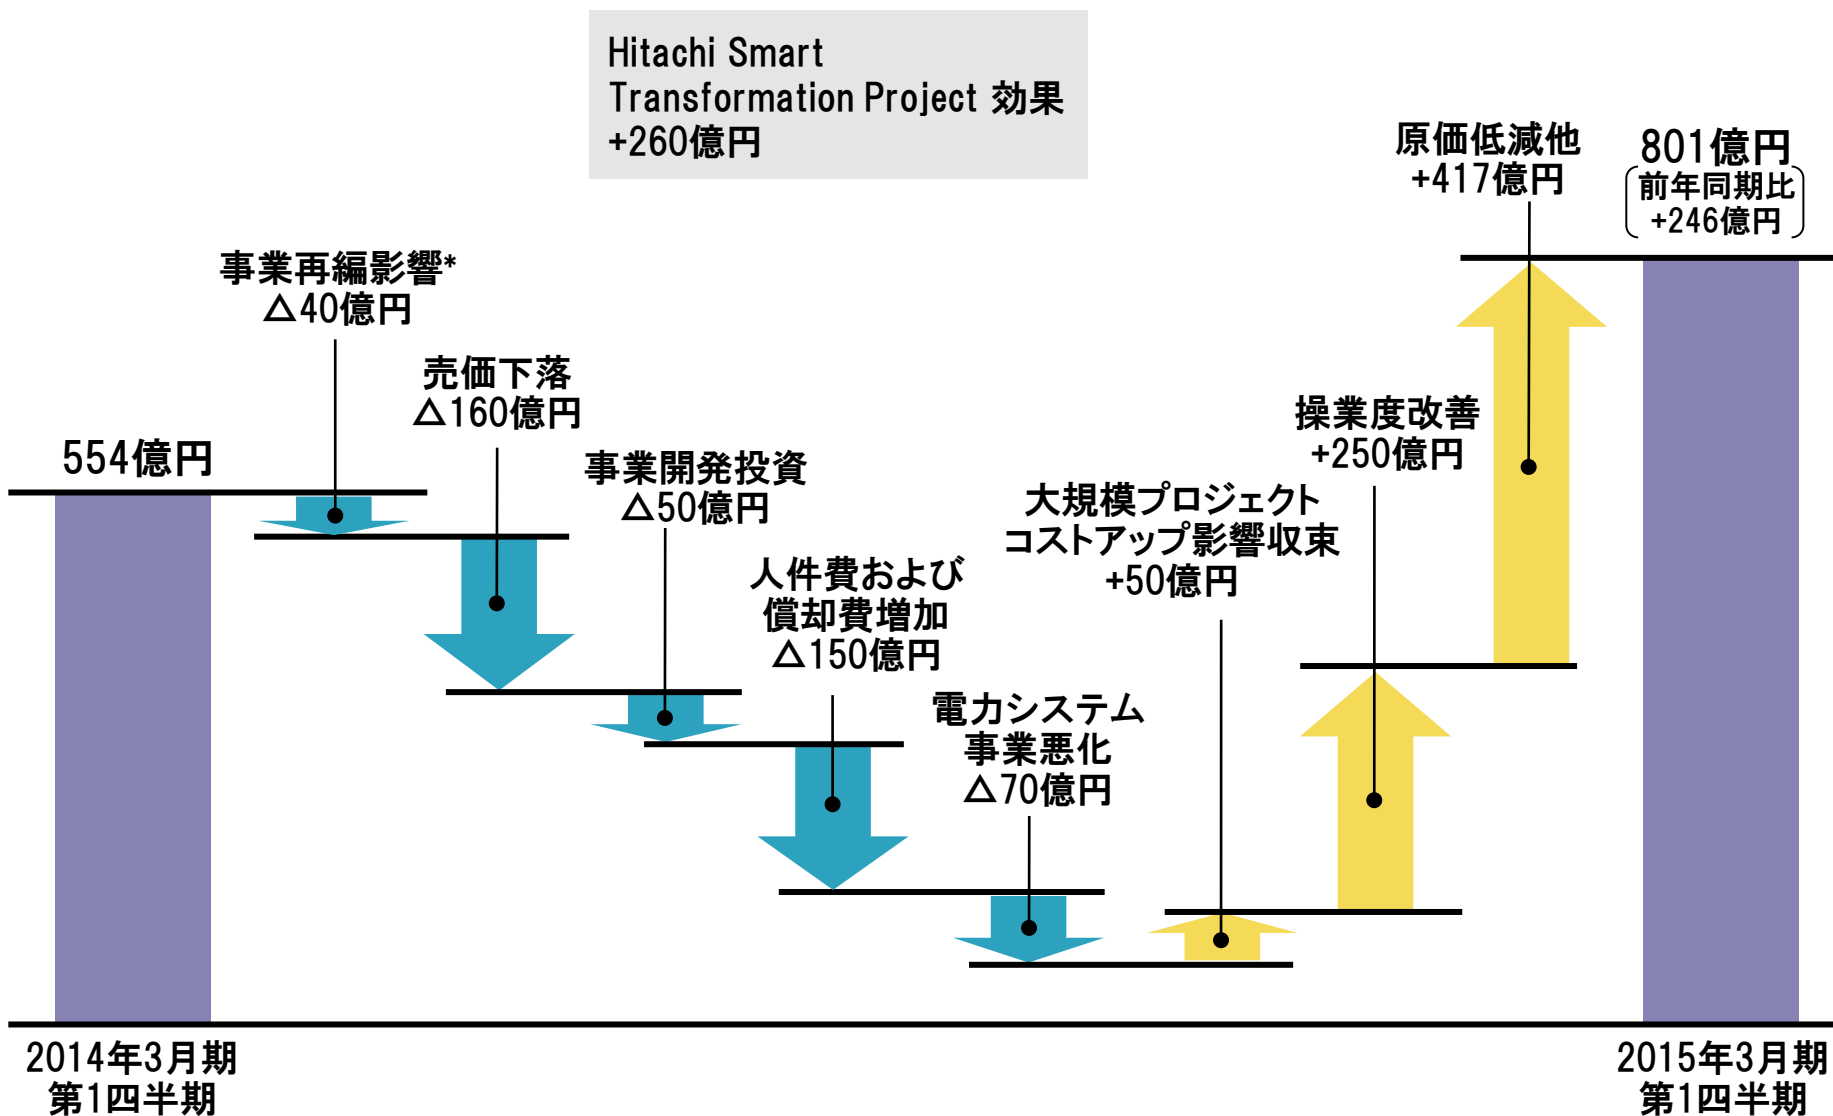 Hitachi Smart
Transformation Project 効果
+260億円
554億円
事業再編影響*
△40億円
売価下落
△160億円
事業開発投資
△50億円
人件費および
償却費増加
△150億円
電力システム
事業悪化
△70億円
大規模プロジェクト
コストアップ影響収束
+50億円
操業度改善
+250億円
原価低減他
+417億円
801億円
前年同期比
+246億円
2014年3月期
第1四半期
2015年3月期
第1四半期